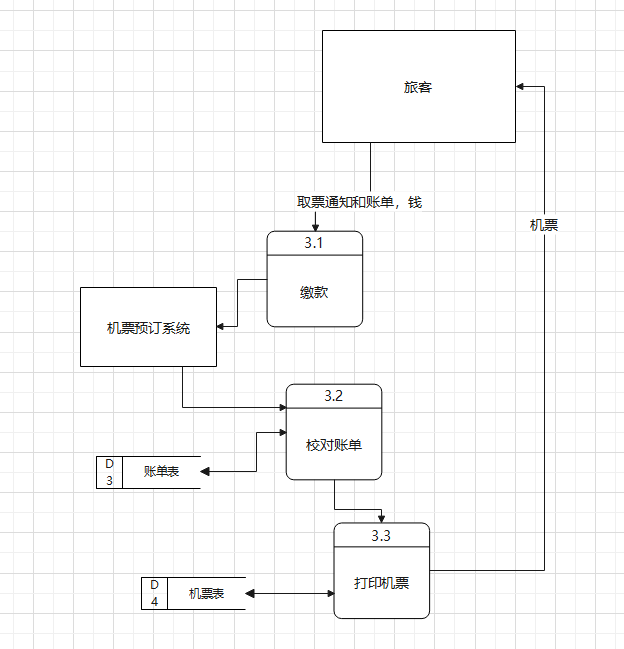 旅客
取票通知和账单，钱
机票
3.1
缴款
机票预订系统
3.2
校对账单
D
3
账单表
3.3
打印机票
D
4
机票表